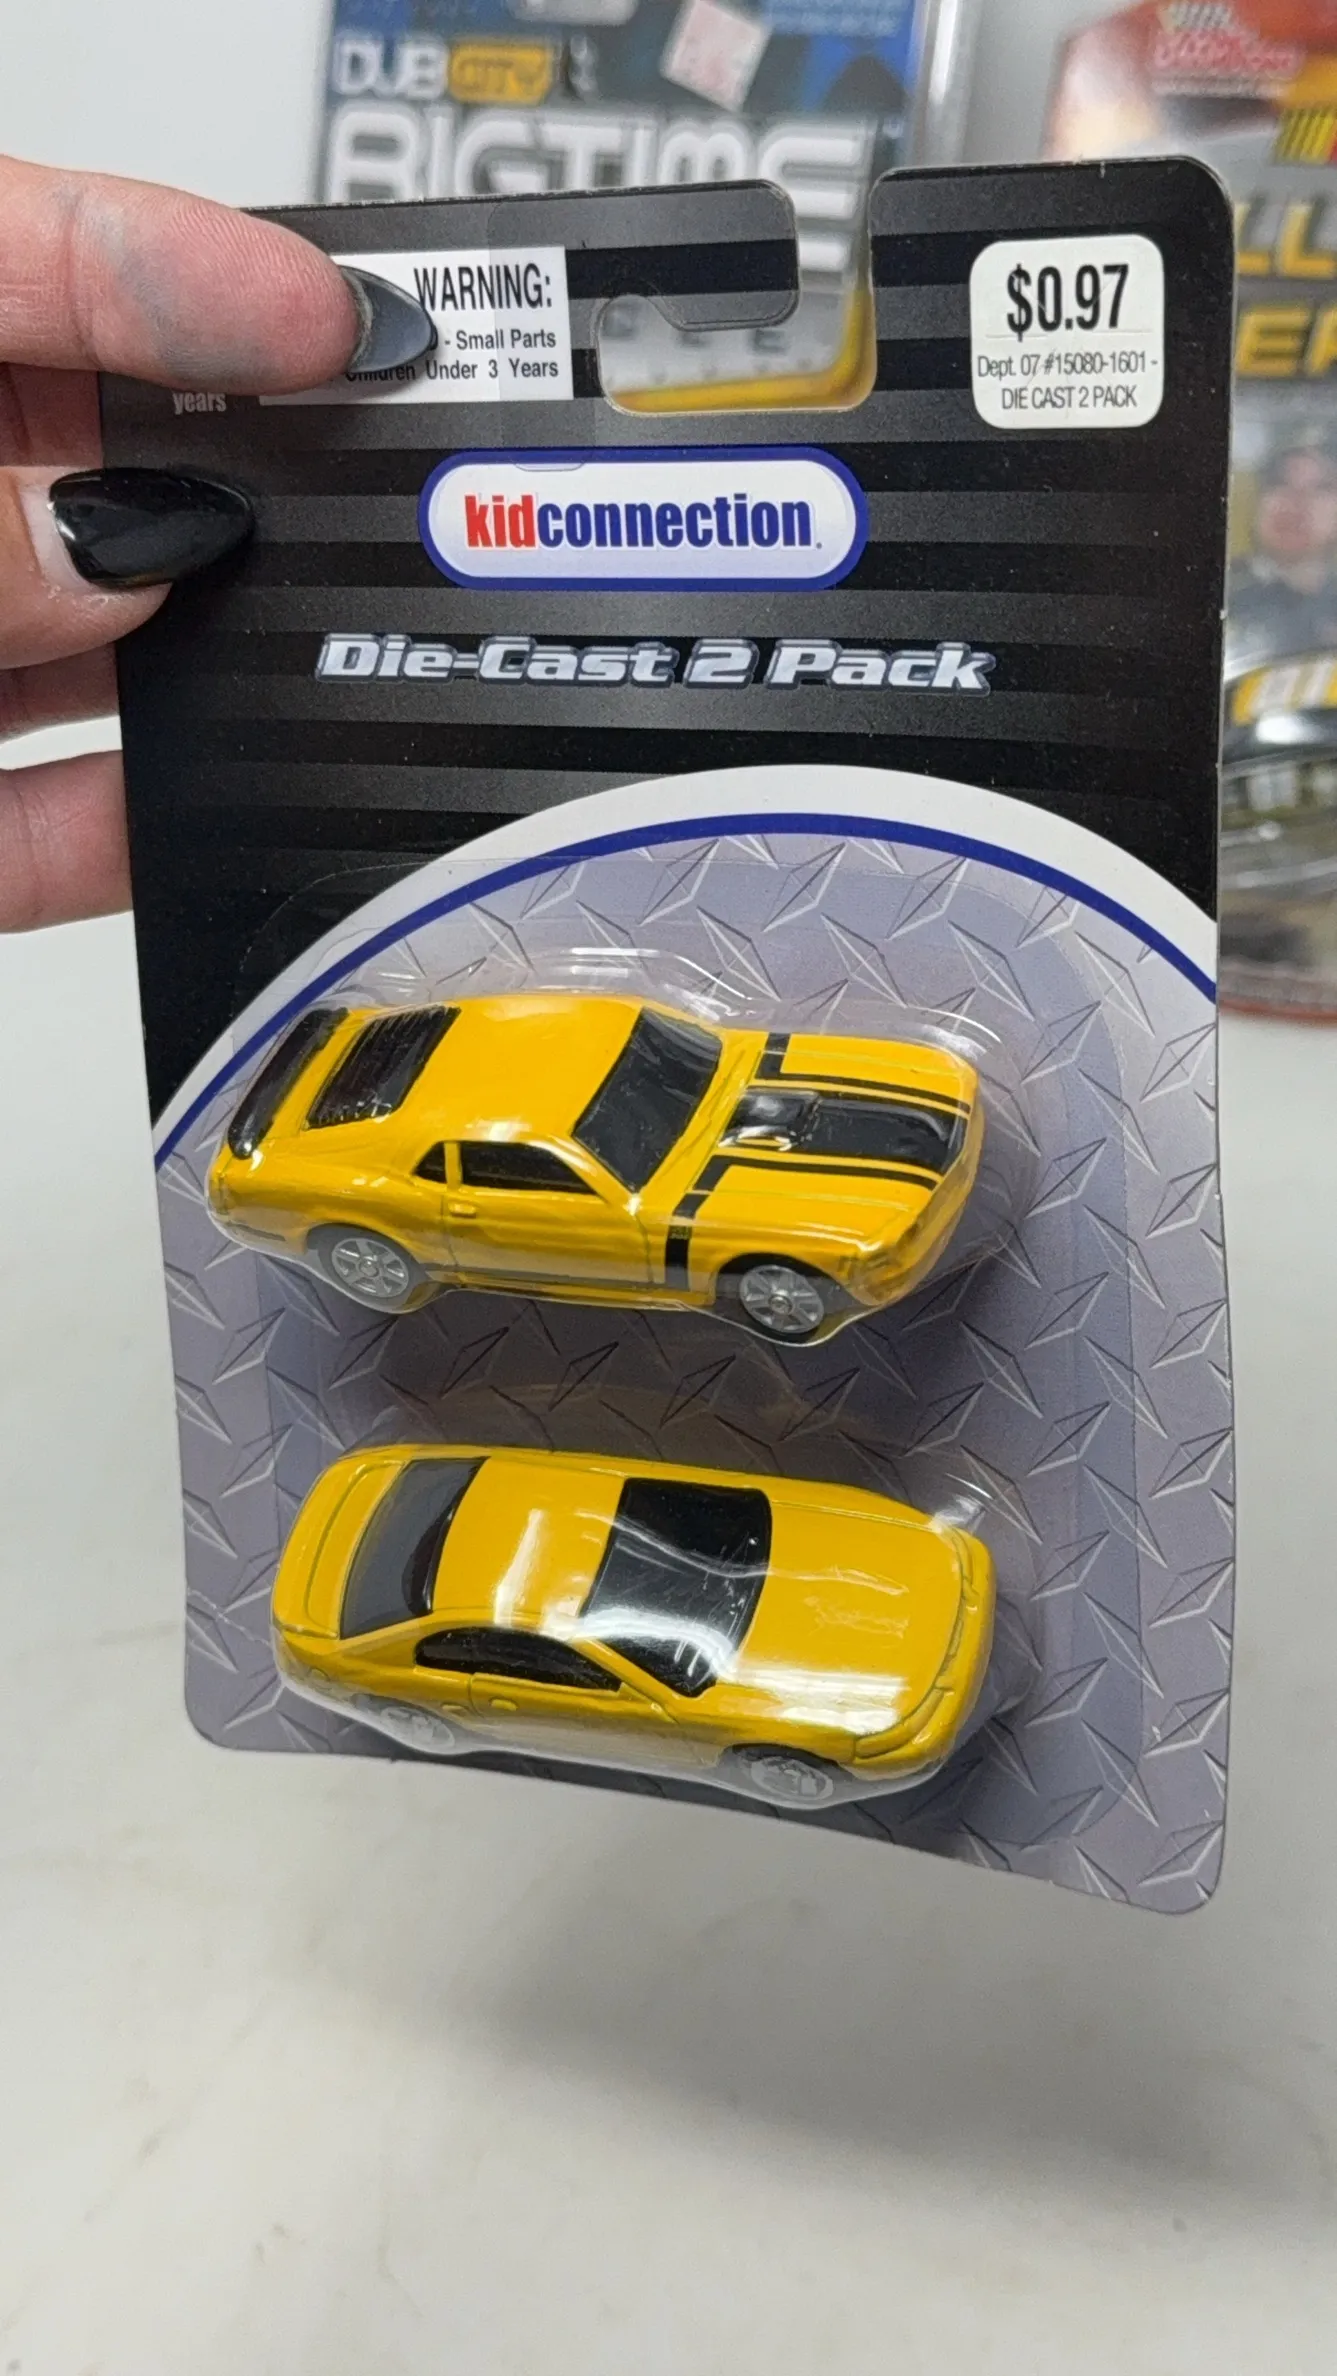 DUB CITY
BIGTIME
WARNING:
- Small Parts
Children Under 3 Years
years
$0.97
Dept. 07 #15080-1601 -
DIE CAST 2 PACK
kidconnection
Die-Cast 2 Pack